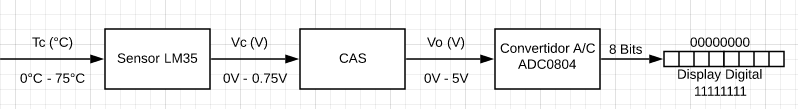 Tc (°C)
0°C - 75°C
Sensor LM35
Vc (V)
0V - 0.75V
CAS
Vo (V)
0V - 5V
Convertidor A/C
ADC0804
8 Bits
00000000
Display Digital
11111111